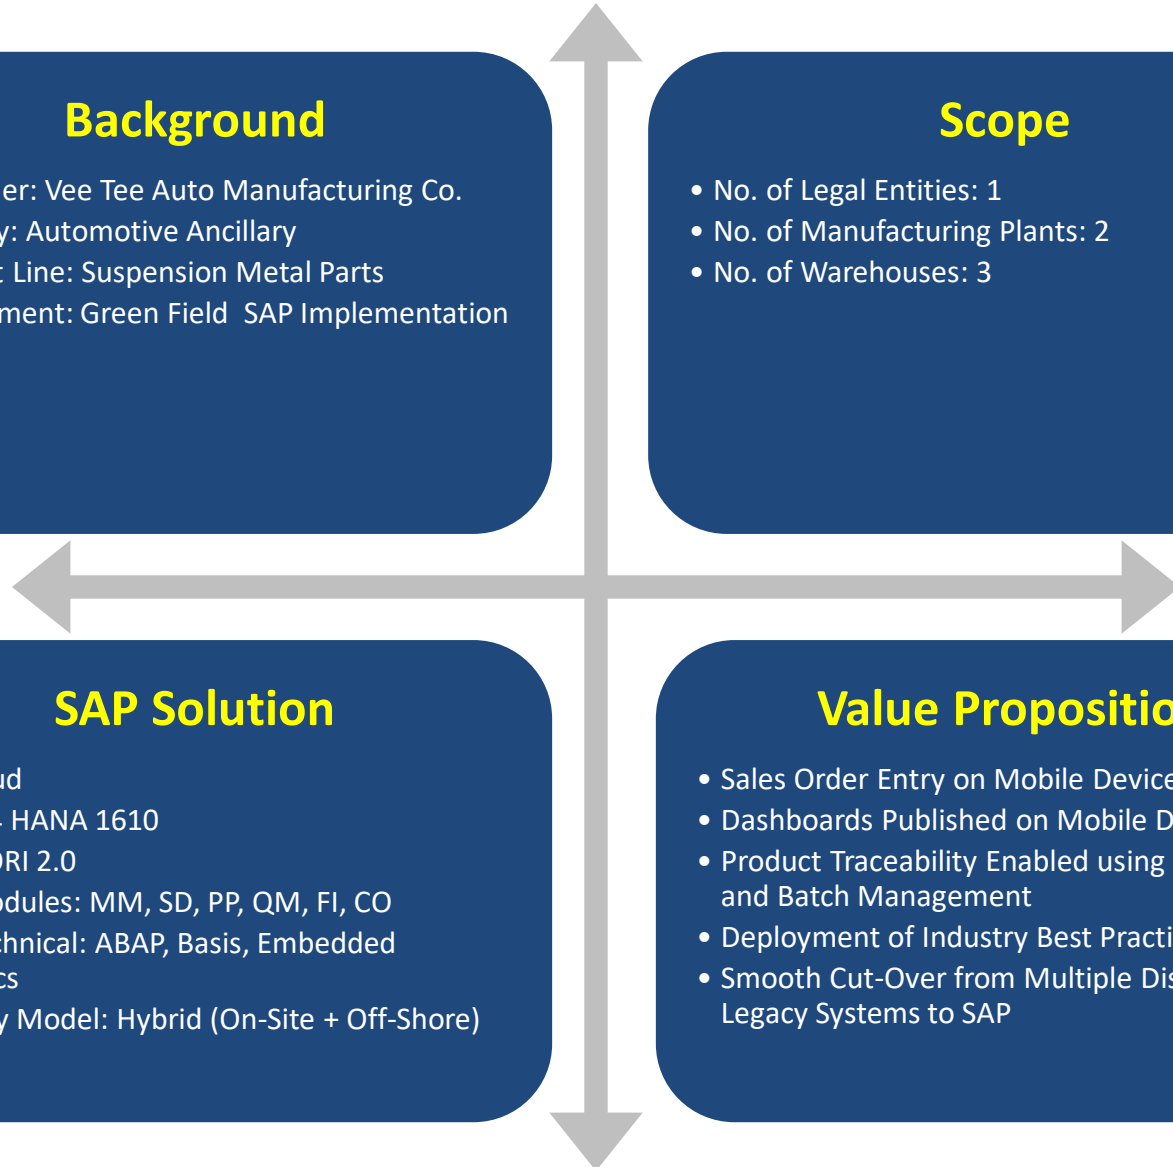 Background
er: Vee Tee Auto Manufacturing Co.
y: Automotive Ancillary
t Line: Suspension Metal Parts
ment: Green Field SAP Implementation
Scope
• No. of Legal Entities: 1
• No. of Manufacturing Plants: 2
• No. of Warehouses: 3
SAP Solution
ud
4 HANA 1610
ORI 2.0
odules: MM, SD, PP, QM, FI, CO
chnical: ABAP, Basis, Embedded
cs
y Model: Hybrid (On-Site + Off-Shore)
Value Propositio
• Sales Order Entry on Mobile Device
• Dashboards Published on Mobile D
• Product Traceability Enabled using
and Batch Management
• Deployment of Industry Best Practi
• Smooth Cut-Over from Multiple Dis
Legacy Systems to SAP